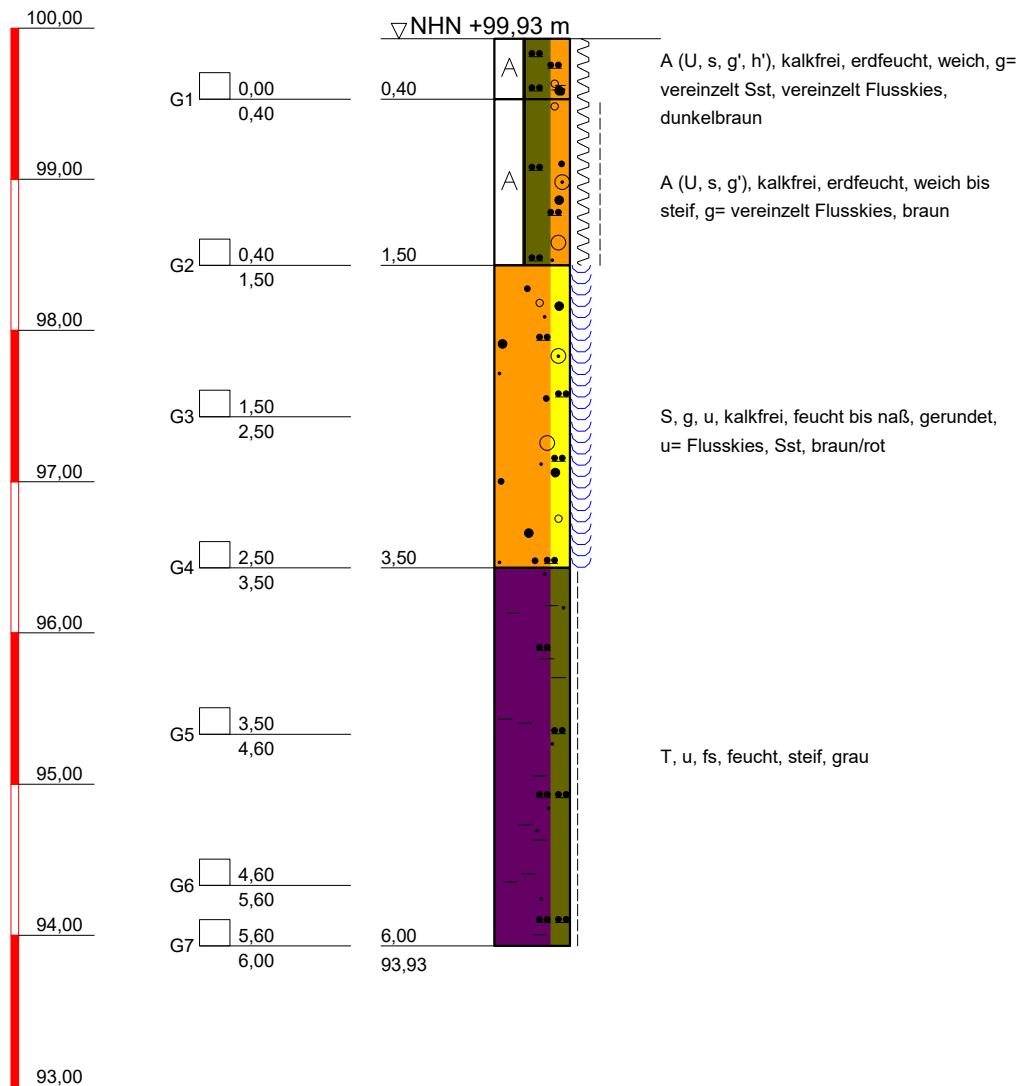 100,00
NHN +99,93 m
A (U, s, g', h'), kalkfrei, erdfeucht, weich, g=
vereinzelt Sst, vereinzelt Flusskies,
dunkelbraun
A
G1 0,00 0,40
0,40
99,00
A (U, s, g'), kalkfrei, erdfeucht, weich bis
steif, g= vereinzelt Flusskies, braun
A
G2 0,40 1,50
1,50
98,00
G3 1,50
2,50
S, g, u, kalkfrei, feucht bis naß, gerundet,
u= Flusskies, Sst, braun/rot
97,00
G4 2,50 3,50
3,50
96,00
G5 3,50
4,60
T, u, fs, feucht, steif, grau
95,00
G6 4,60
5,60
94,00
G7 5,60 6,00
6,00 93,93
93,00